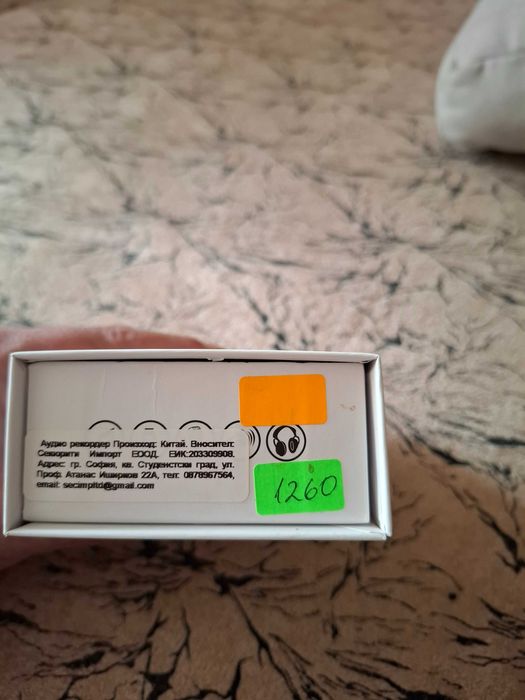 Аудио рекордер Произход: Китай. Вносител:
Секюрити Импорт ЕООД. ЕИК:203309908,
Адрес: гр. София, кв. Студенстски град, ул.
Проф. Атанас Иширков 22А, тел: 0878967564,
email: secimpltd@gmail.com
1260